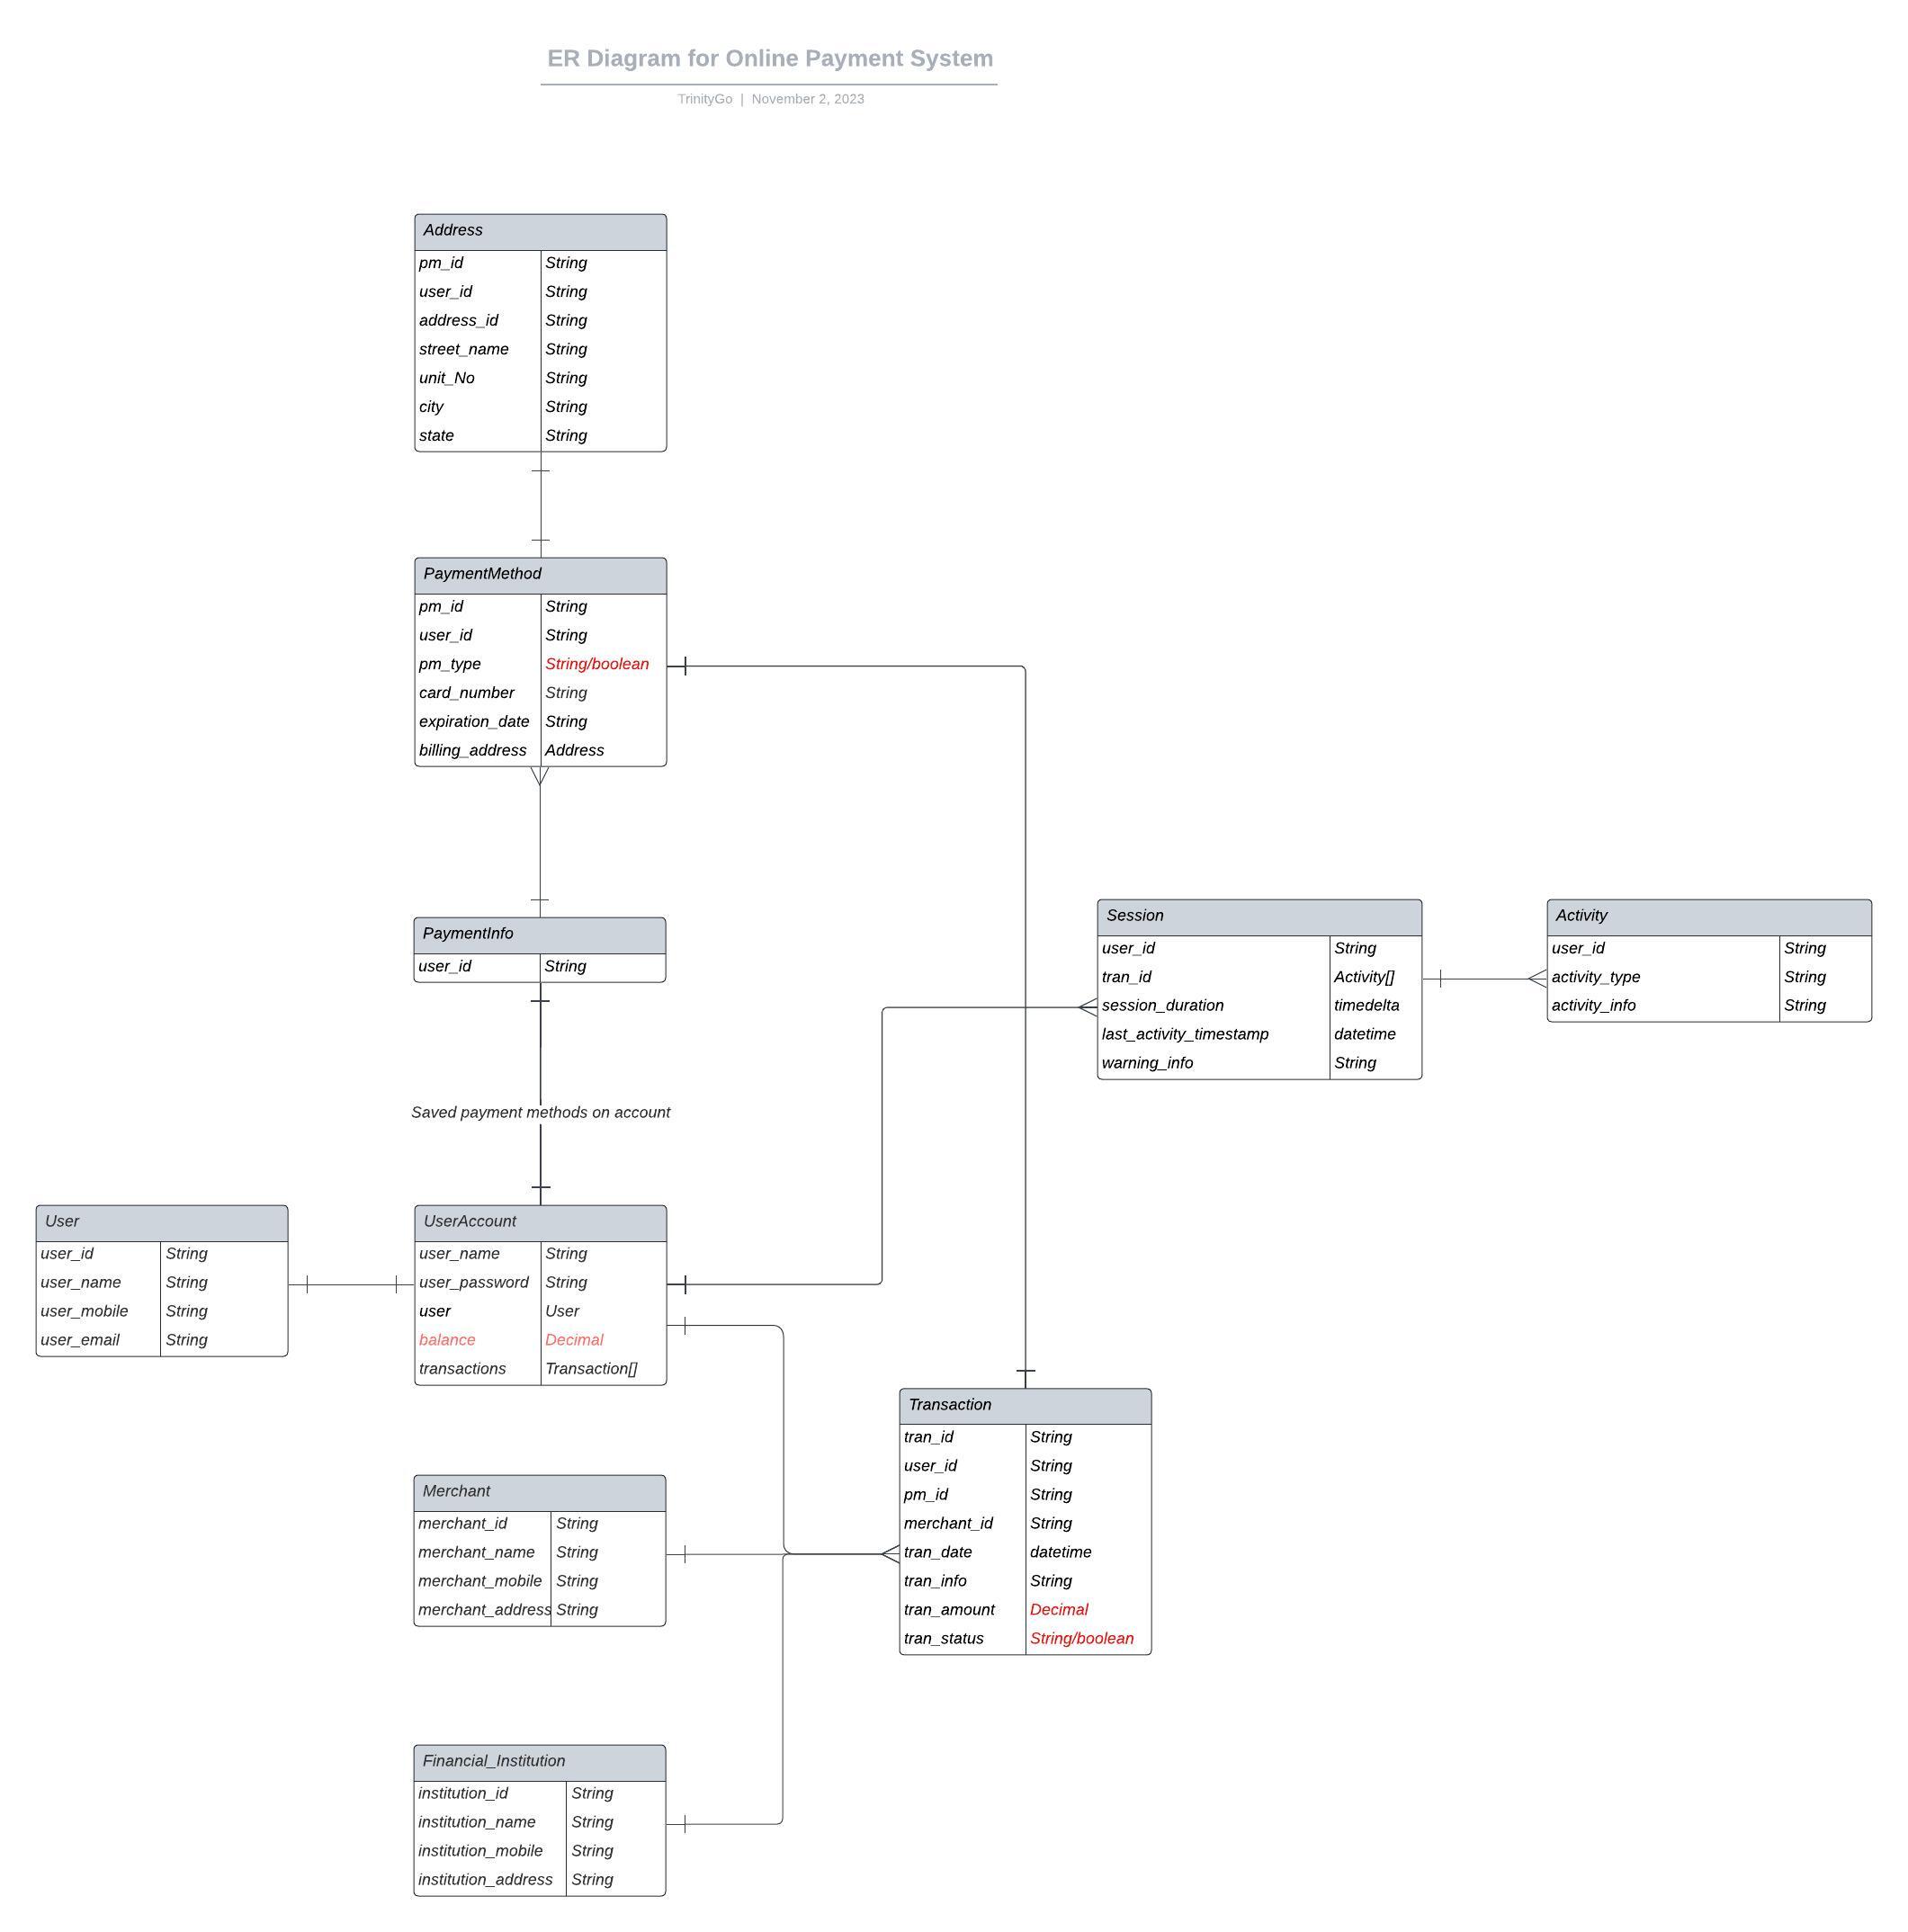 ER Diagram for Online Payment System
TrinityGo | November 2, 2023
Address
pm_id String
user_id String
address_id String
street_name String
unit_No String
city String
state String
PaymentMethod
pm_id String
user_id String
pm_type String/boolean
card_number String
expiration_date String
billing_address Address
PaymentInfo
user_id String
Session
user_id String
tran_id Activity[]
session_duration timedelta
last_activity_timestamp datetime
warning_info String
Activity
user_id String
activity_type String
activity_info String
Saved payment methods on account
User
user_id String
user_name String
user_mobile String
user_email String
UserAccount
user_name String
user_password String
user User
balance Decimal
transactions Transaction[]
Transaction
tran_id String
user_id String
pm_id String
merchant_id String
tran_date datetime
tran_info String
tran_amount Decimal
tran_status String/boolean
Merchant
merchant_id String
merchant_name String
merchant_mobile String
merchant_address String
Financial_Institution
institution_id String
institution_name String
institution_mobile String
institution_address String